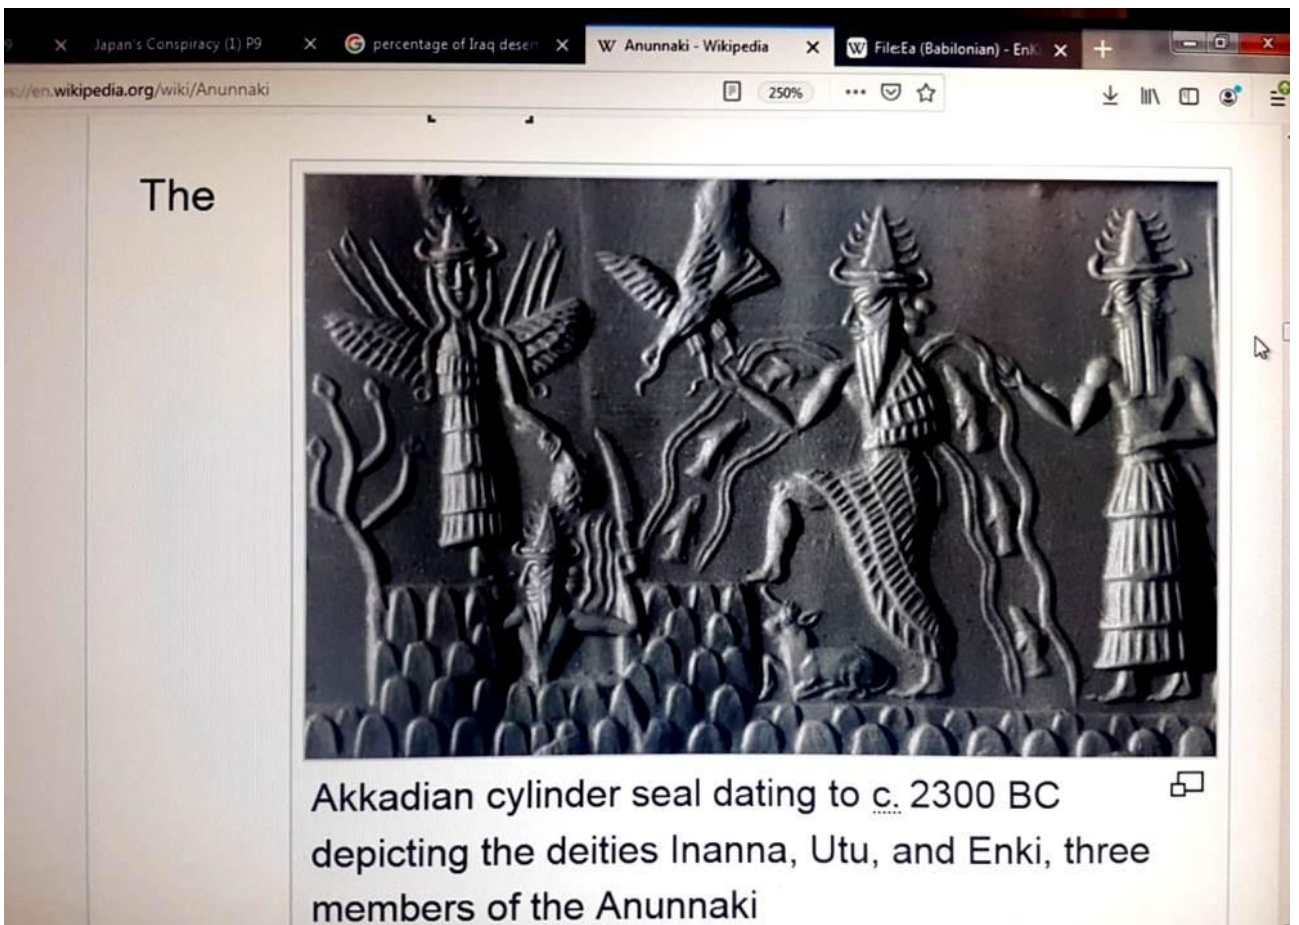 Japan's Conspiracy (1) P9
percentage of Iraq deser
Anunnaki - Wikipedia
File:Ea (Babilonian) - EnK
s://en.wikipedia.org/wiki/Anunnaki
250%
The
Akkadian cylinder seal dating to c. 2300 BC
depicting the deities Inanna, Utu, and Enki, three
members of the Anunnaki